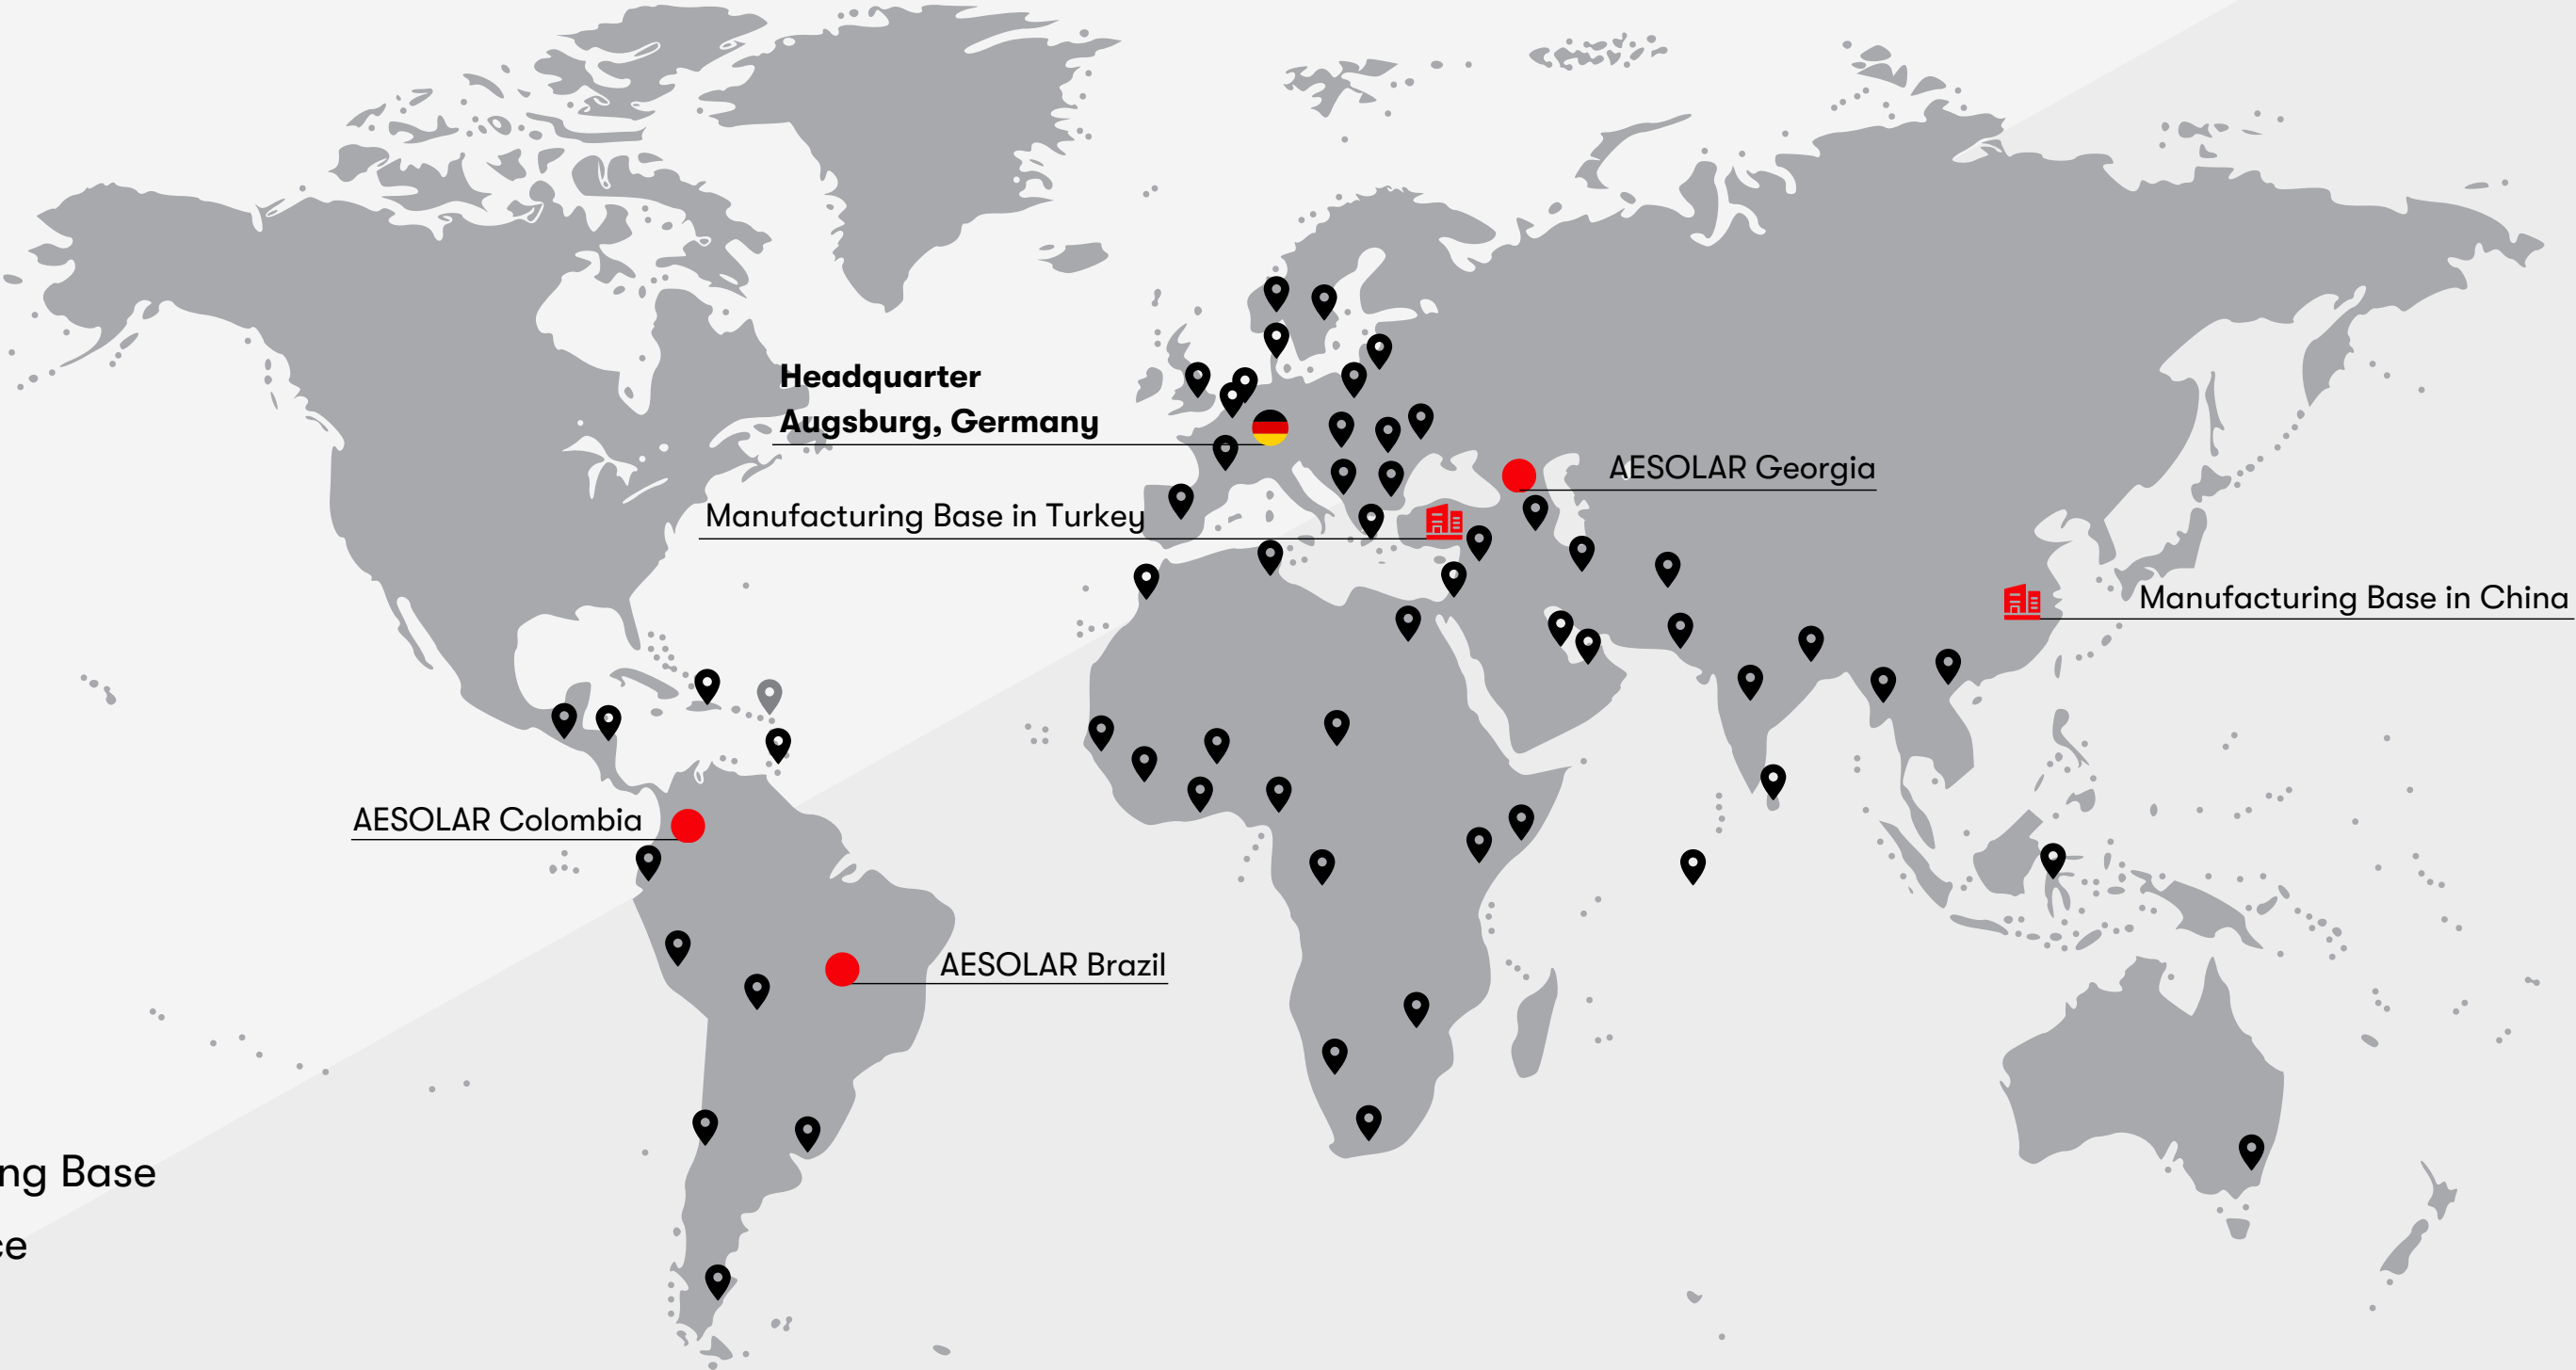 Headquarter
Augsburg, Germany
AESOLAR Georgia
Manufacturing Base in Turkey
Manufacturing Base in China
AESOLAR Colombia
AESOLAR Brazil
ng Base
ce